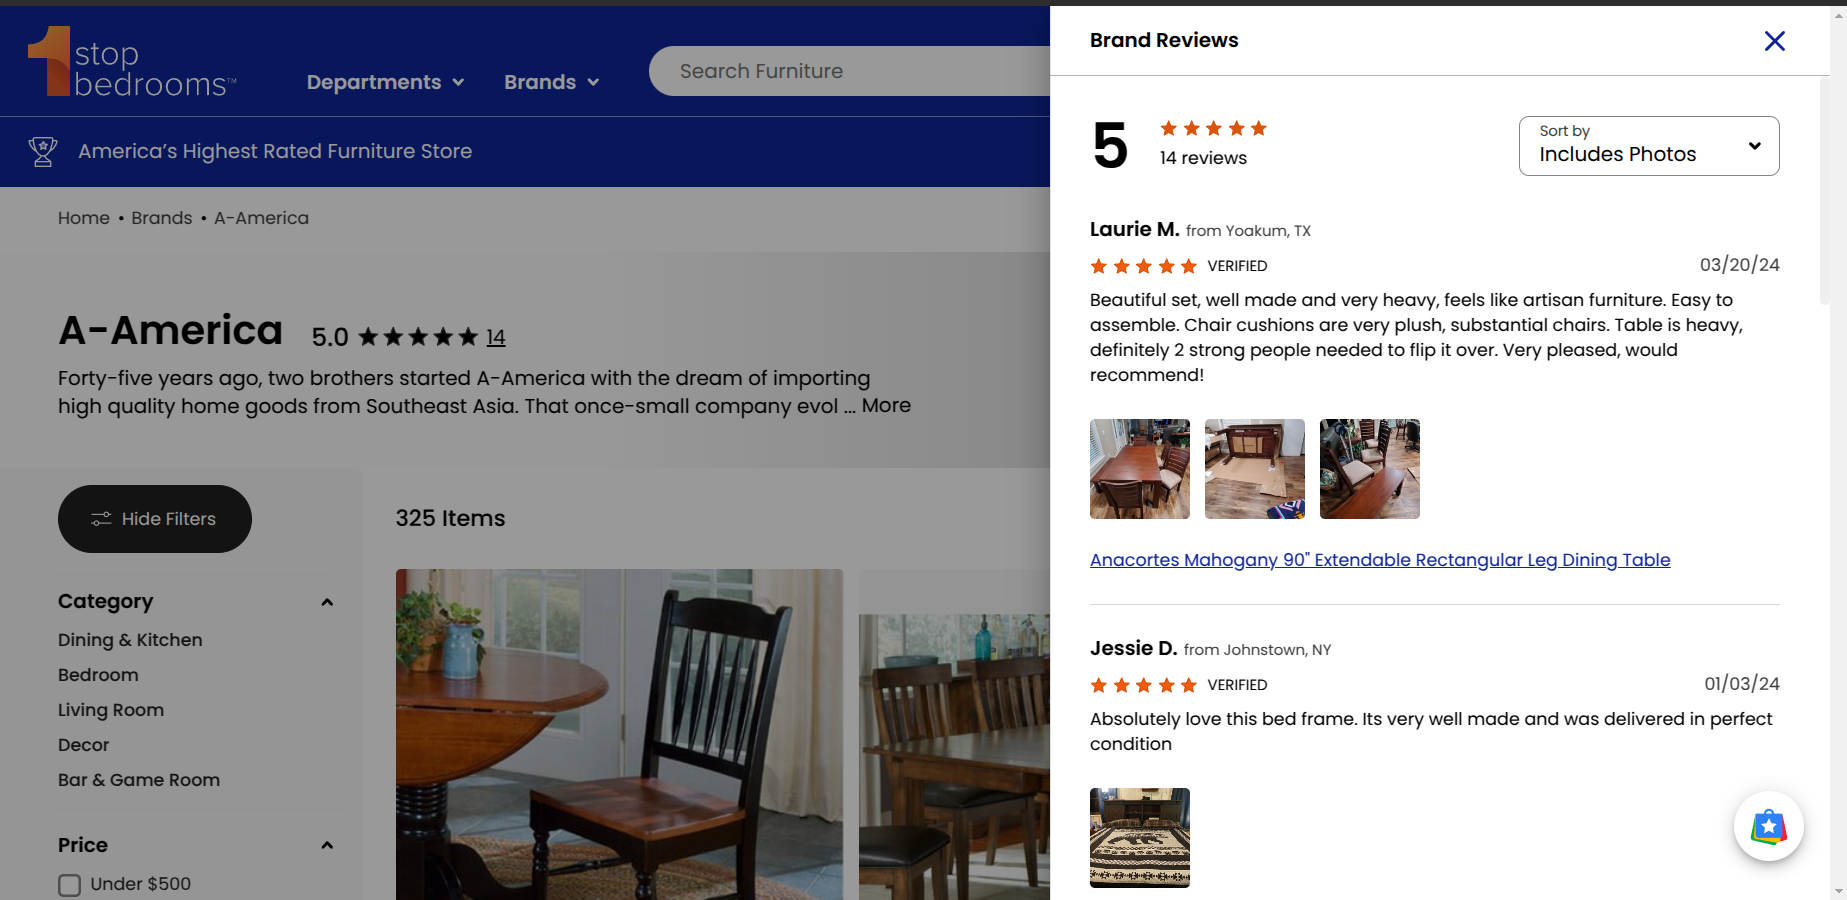 1 stop
bedrooms™
Departments
Brands
Search Furniture
America's Highest Rated Furniture Store
Home • Brands • A-America
A-America 5.0 14
Forty-five years ago, two brothers started A-America with the dream of importing
high quality home goods from Southeast Asia. That once-small company evol ... More
Hide Filters
325 Items
Category
Dining & Kitchen
Bedroom
Living Room
Decor
Bar & Game Room
Price
Under $500
Brand Reviews
5
14 reviews
Sort by
Includes Photos
Laurie M. from Yoakum, TX
VERIFIED 03/20/24
Beautiful set, well made and very heavy, feels like artisan furniture. Easy to
assemble. Chair cushions are very plush, substantial chairs. Table is heavy,
definitely 2 strong people needed to flip it over. Very pleased, would
recommend!
Anacortes Mahogany 90" Extendable Rectangular Leg Dining Table
Jessie D. from Johnstown, NY
VERIFIED 01/03/24
Absolutely love this bed frame. Its very well made and was delivered in perfect
condition